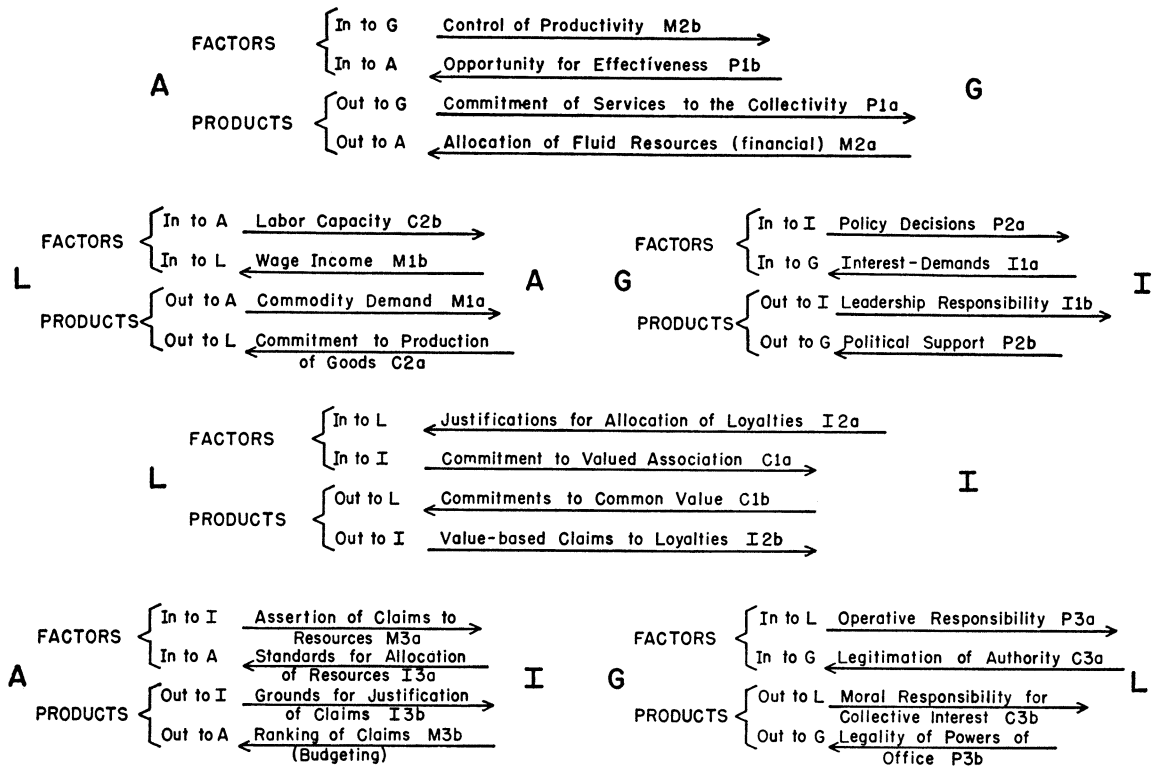 FACTORS
In to G Control of Productivity M2b
In to A Opportunity for Effectiveness P1b
A G
PRODUCTS
Out to G Commitment of Services to the Collectivity P1a
Out to A Allocation of Fluid Resources (financial) M2a
FACTORS
In to A Labor Capacity C2b
In to L Wage Income M1b
L A
PRODUCTS
Out to A Commodity Demand M1a
Out to L Commitment to Production
of Goods C2a
FACTORS
In to I Policy Decisions P2a
In to G Interest-Demands I1a
G I
PRODUCTS
Out to I Leadership Responsibility I1b
Out to G Political Support P2b
FACTORS
In to L Justifications for Allocation of Loyalties I2a
In to I Commitment to Valued Association C1a
L I
PRODUCTS
Out to L Commitments to Common Value C1b
Out to I Value-based Claims to Loyalties I2b
FACTORS
In to I Assertion of Claims to
Resources M3a
In to A Standards for Allocation
of Resources I3a
A I
PRODUCTS
Out to I Grounds for Justification
of Claims I3b
Out to A Ranking of Claims M3b
(Budgeting)
FACTORS
In to L Operative Responsibility P3a
In to G Legitimation of Authority C3a
G L
PRODUCTS
Out to L Moral Responsibility for
Collective Interest C3b
Out to G Legality of Powers of
Office P3b